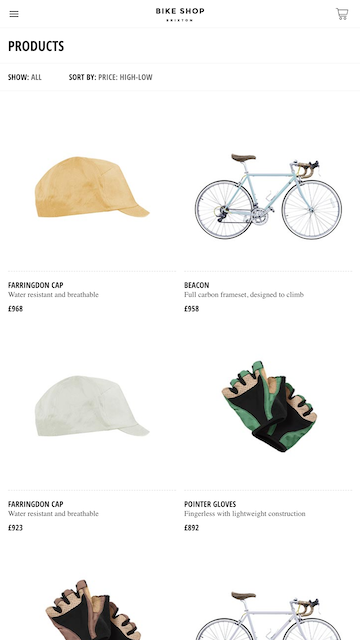 BIKE SHOP
BRIXTON
PRODUCTS
SHOW: ALL SORT BY: PRICE: HIGH-LOW
FARRINGDON CAP
Water resistant and breathable
£968
BEACON
Full carbon frameset, designed to climb
£958
FARRINGDON CAP
Water resistant and breathable
£923
POINTER GLOVES
Fingerless with lightweight construction
£892